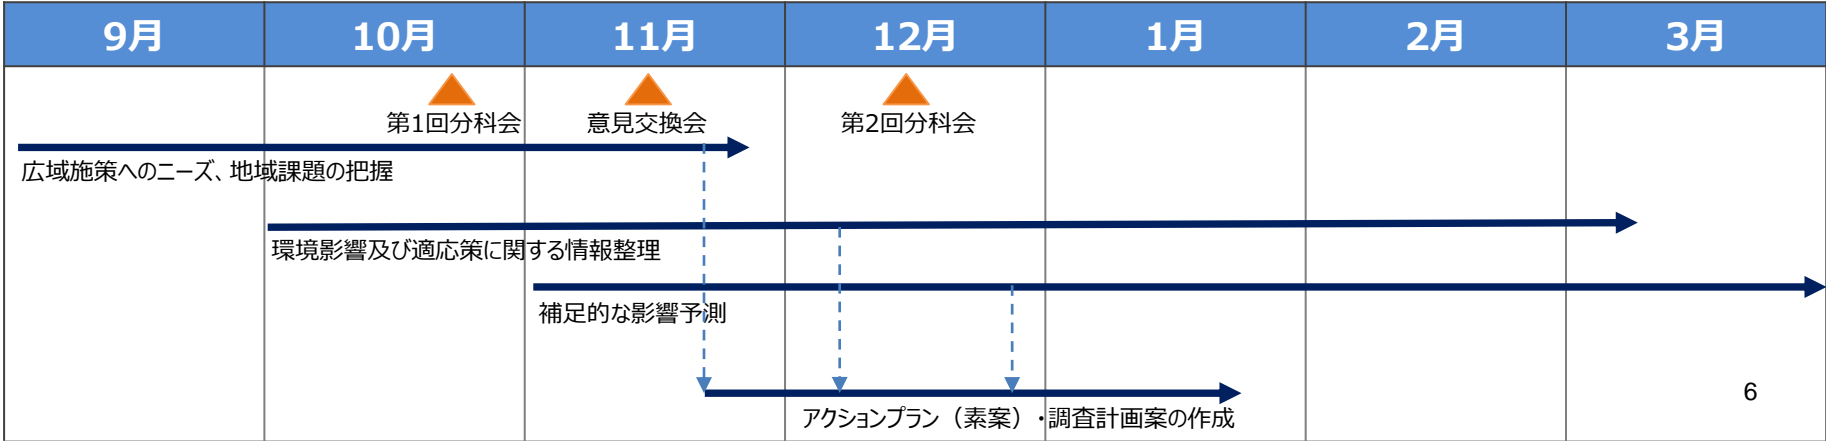 9月 10月 11月 12月 1月 2月 3月
第1回分科会 意見交換会 第2回分科会
広域施策へのニーズ、地域課題の把握
環境影響及び適応策に関する情報整理
補足的な影響予測
6
アクションプラン（素案）・調査計画案の作成